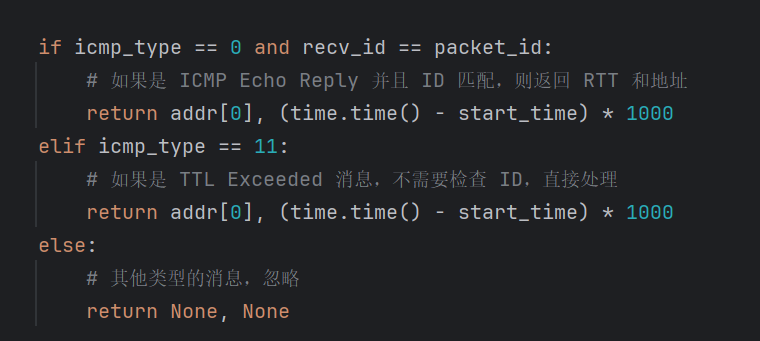 if icmp_type == 0 and recv_id == packet_id:
    # 如果是 ICMP Echo Reply 并且 ID 匹配，则返回 RTT 和地址
    return addr[0], (time.time() - start_time) * 1000
elif icmp_type == 11:
    # 如果是 TTL Exceeded 消息，不需要检查 ID，直接处理
    return addr[0], (time.time() - start_time) * 1000
else:
    # 其他类型的消息，忽略
    return None, None